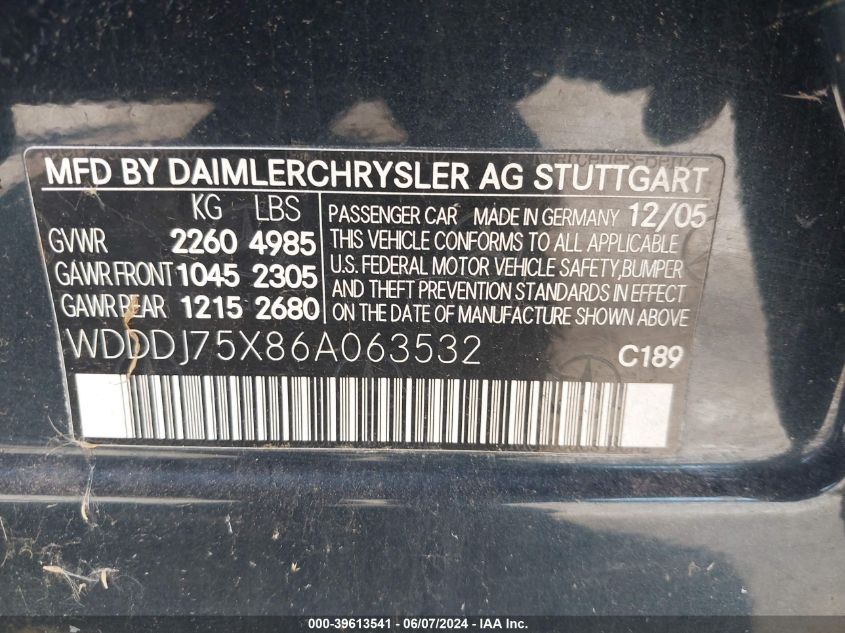 MFD BY DAIMLERCHRYSLER AG STUTTGART
KG LBS
GVWR 2260 4985
GAWR FRONT 1045 2305
GAWR REAR 1215 2680
PASSENGER CAR MADE IN GERMANY 12/05
THIS VEHICLE CONFORMS TO ALL APPLICABLE
U.S. FEDERAL MOTOR VEHICLE SAFETY, BUMPER
AND THEFT PREVENTION STANDARDS IN EFFECT
ON THE DATE OF MANUFACTURE SHOWN ABOVE.
WDDDJ75X86A063532
C189
000-39613541 - 06/07/2024 - IAA Inc.